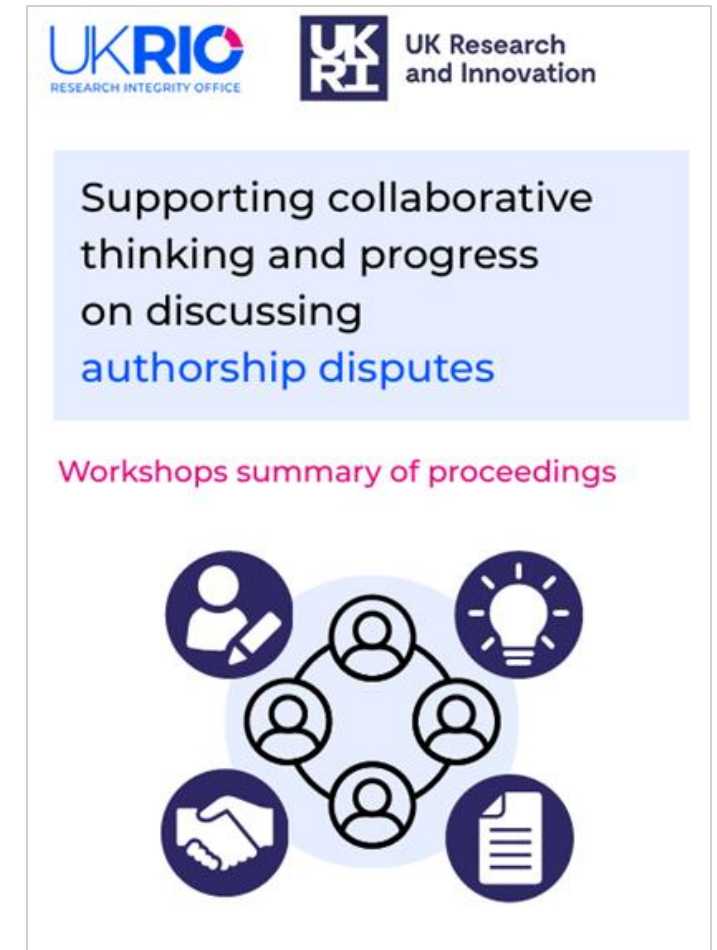 UKRIO
RESEARCH INTEGRITY OFFICE
UK
RI
UK Research
and Innovation
Supporting collaborative
thinking and progress
on discussing
authorship disputes
Workshops summary of proceedings